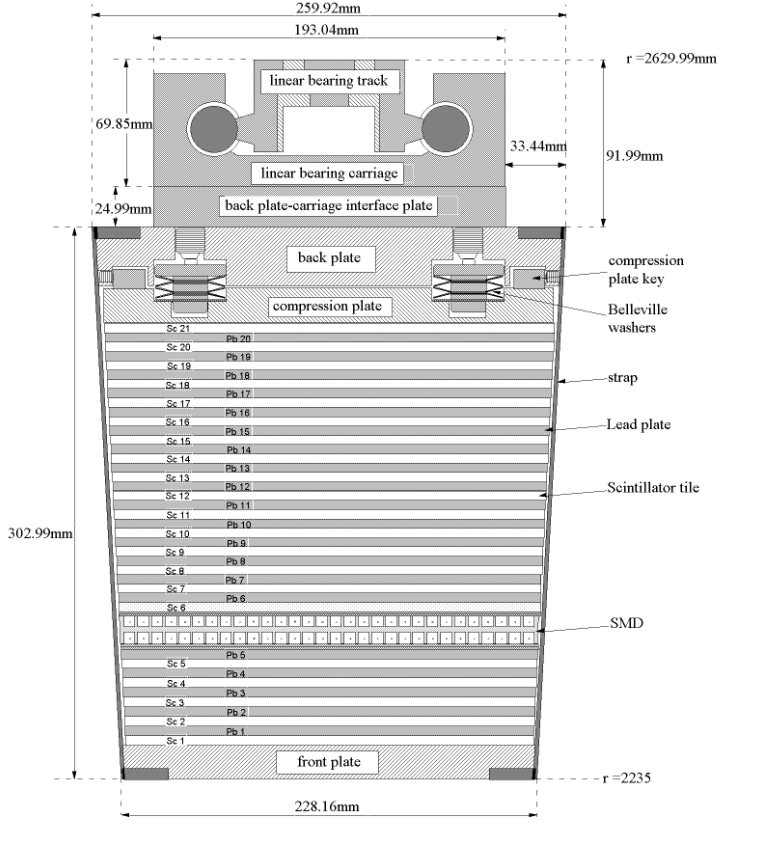 259.92mm
193.04mm
r =2629.99mm
linear bearing track
69.85mm
33.44mm
91.99mm
linear bearing carriage
24.99mm
back plate-carriage interface plate
back plate
compression
plate key
compression plate
Belleville
washers
Sc 21
Pb 20
Sc 20
Pb 19
Sc 19
Pb 18
strap
Sc 18
Pb 17
Sc 17
Pb 16
Sc 16
Lead plate
Pb 15
Sc 15
Pb 14
Sc 14
Pb 13
Sc 13
Pb 12
Scintillator tile
Sc 12
Pb 11
Sc 11
Pb 10
302.99mm
Sc 10
Pb 9
Sc 9
Pb 8
Sc 8
Pb 7
Sc 7
Pb 6
Sc 6
SMD
Pb 5
Sc 5
Pb 4
Sc 4
Pb 3
Sc 3
Pb 2
Sc 2
Pb 1
Sc 1
front plate
r =2235
228.16mm